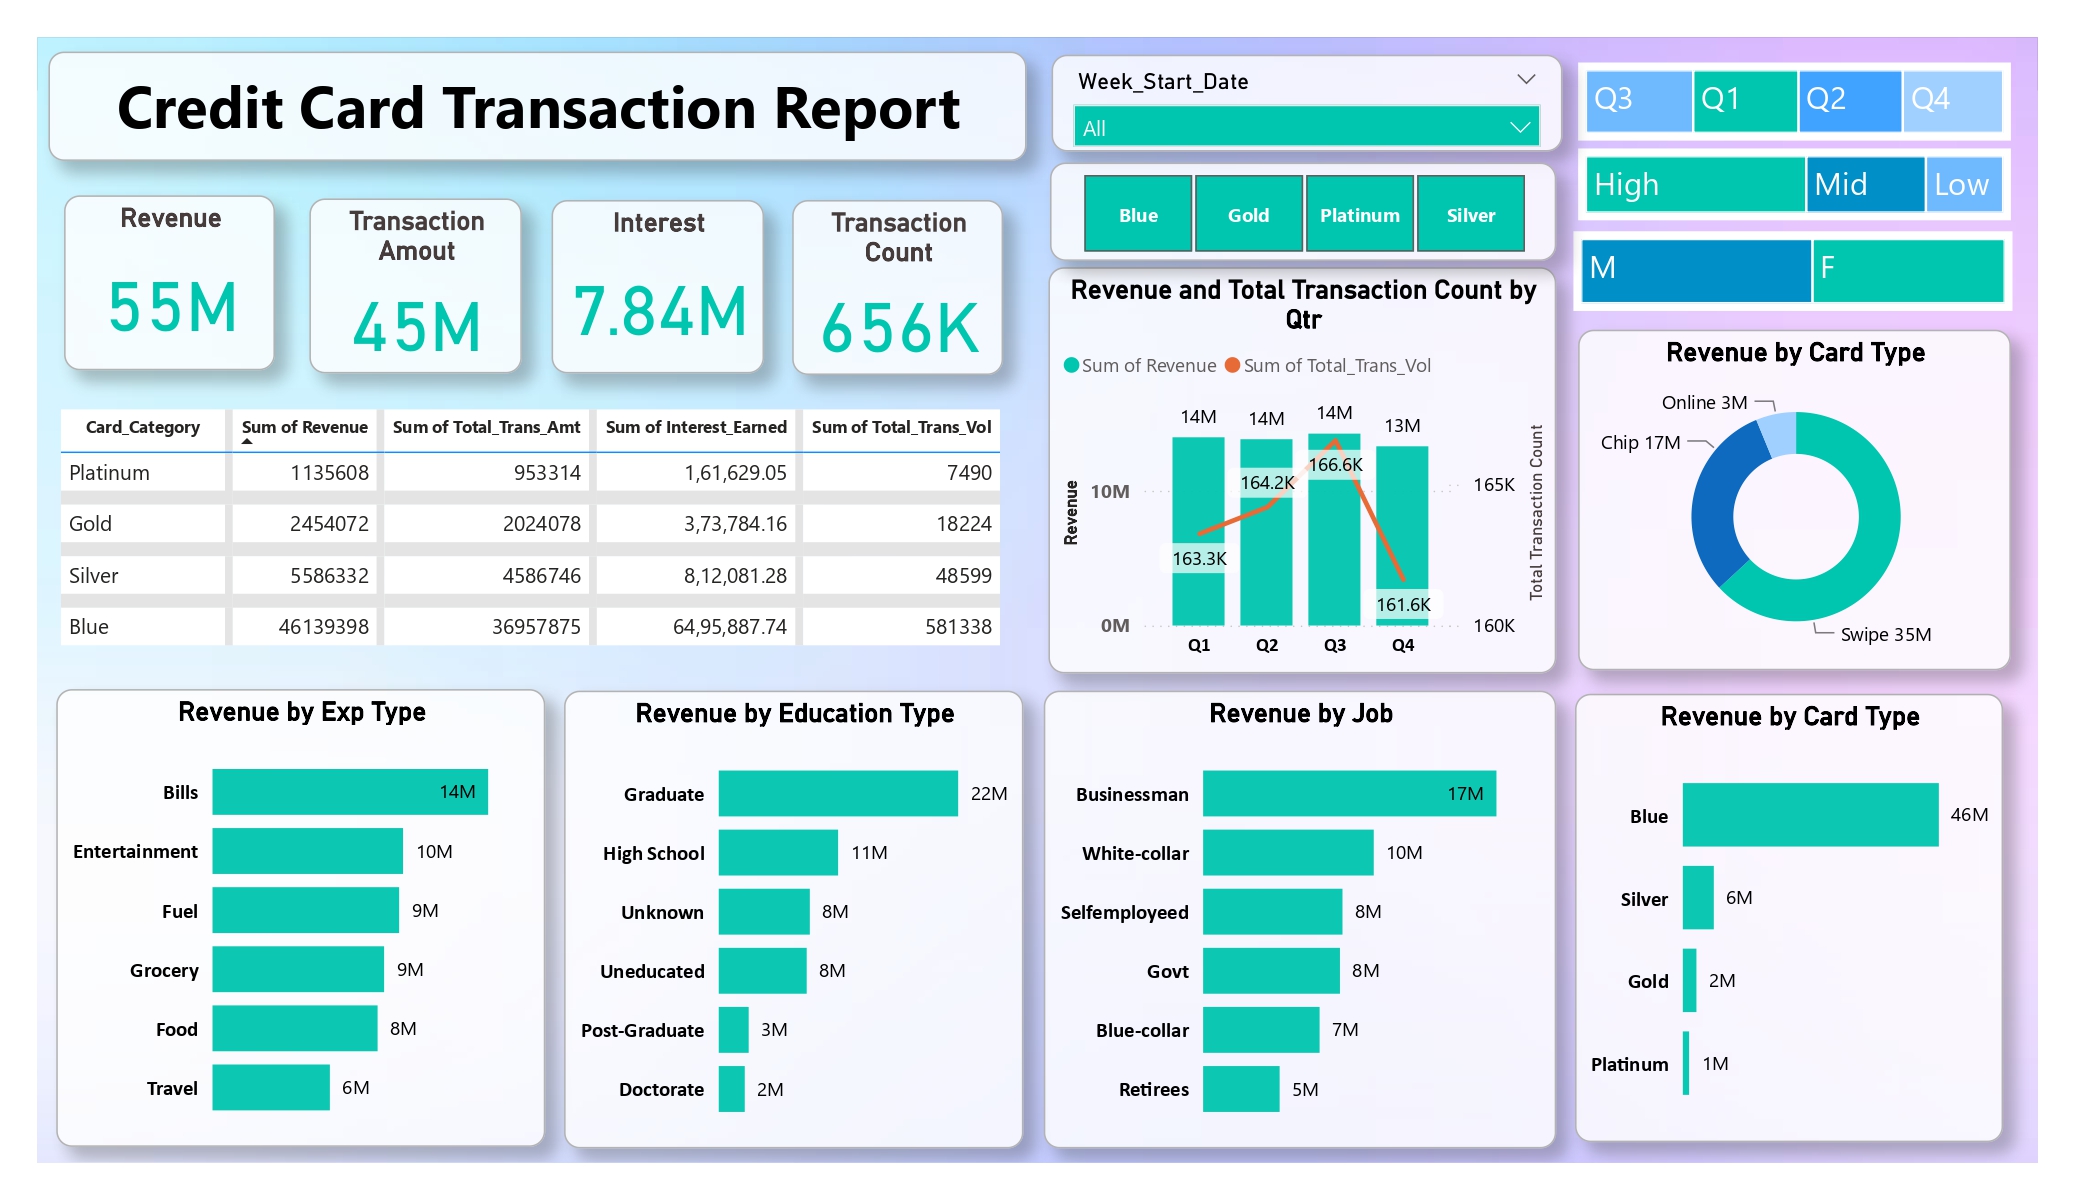 Credit Card Transaction Report
Week_Start_Date
All
Q3 Q1 Q2 Q4
High Mid Low
M F
Blue Gold Platinum Silver
Revenue
55M
Transaction
Amout
45M
Interest
7.84M
Transaction
Count
656K
Card_Category Sum of Revenue Sum of Total_Trans_Amt Sum of Interest_Earned Sum of Total_Trans_Vol
Platinum 1135608 953314 1,61,629.05 7490
Gold 2454072 2024078 3,73,784.16 18224
Silver 5586332 4586746 8,12,081.28 48599
Blue 46139398 36957875 64,95,887.74 581338
Revenue and Total Transaction Count by
Qtr
Sum of Revenue Sum of Total_Trans_Vol
14M 14M 14M 13M
163.3K 164.2K 166.6K 161.6K
Revenue
10M
0M
165K
160K
Total Transaction Count
Q1 Q2 Q3 Q4
Revenue by Card Type
Online 3M
Chip 17M
Swipe 35M
Revenue by Exp Type
Bills 14M
Entertainment 10M
Fuel 9M
Grocery 9M
Food 8M
Travel 6M
Revenue by Education Type
Graduate 22M
High School 11M
Unknown 8M
Uneducated 8M
Post-Graduate 3M
Doctorate 2M
Revenue by Job
Businessman 17M
White-collar 10M
Selfemployeed 8M
Govt 8M
Blue-collar 7M
Retirees 5M
Revenue by Card Type
Blue 46M
Silver 6M
Gold 2M
Platinum 1M